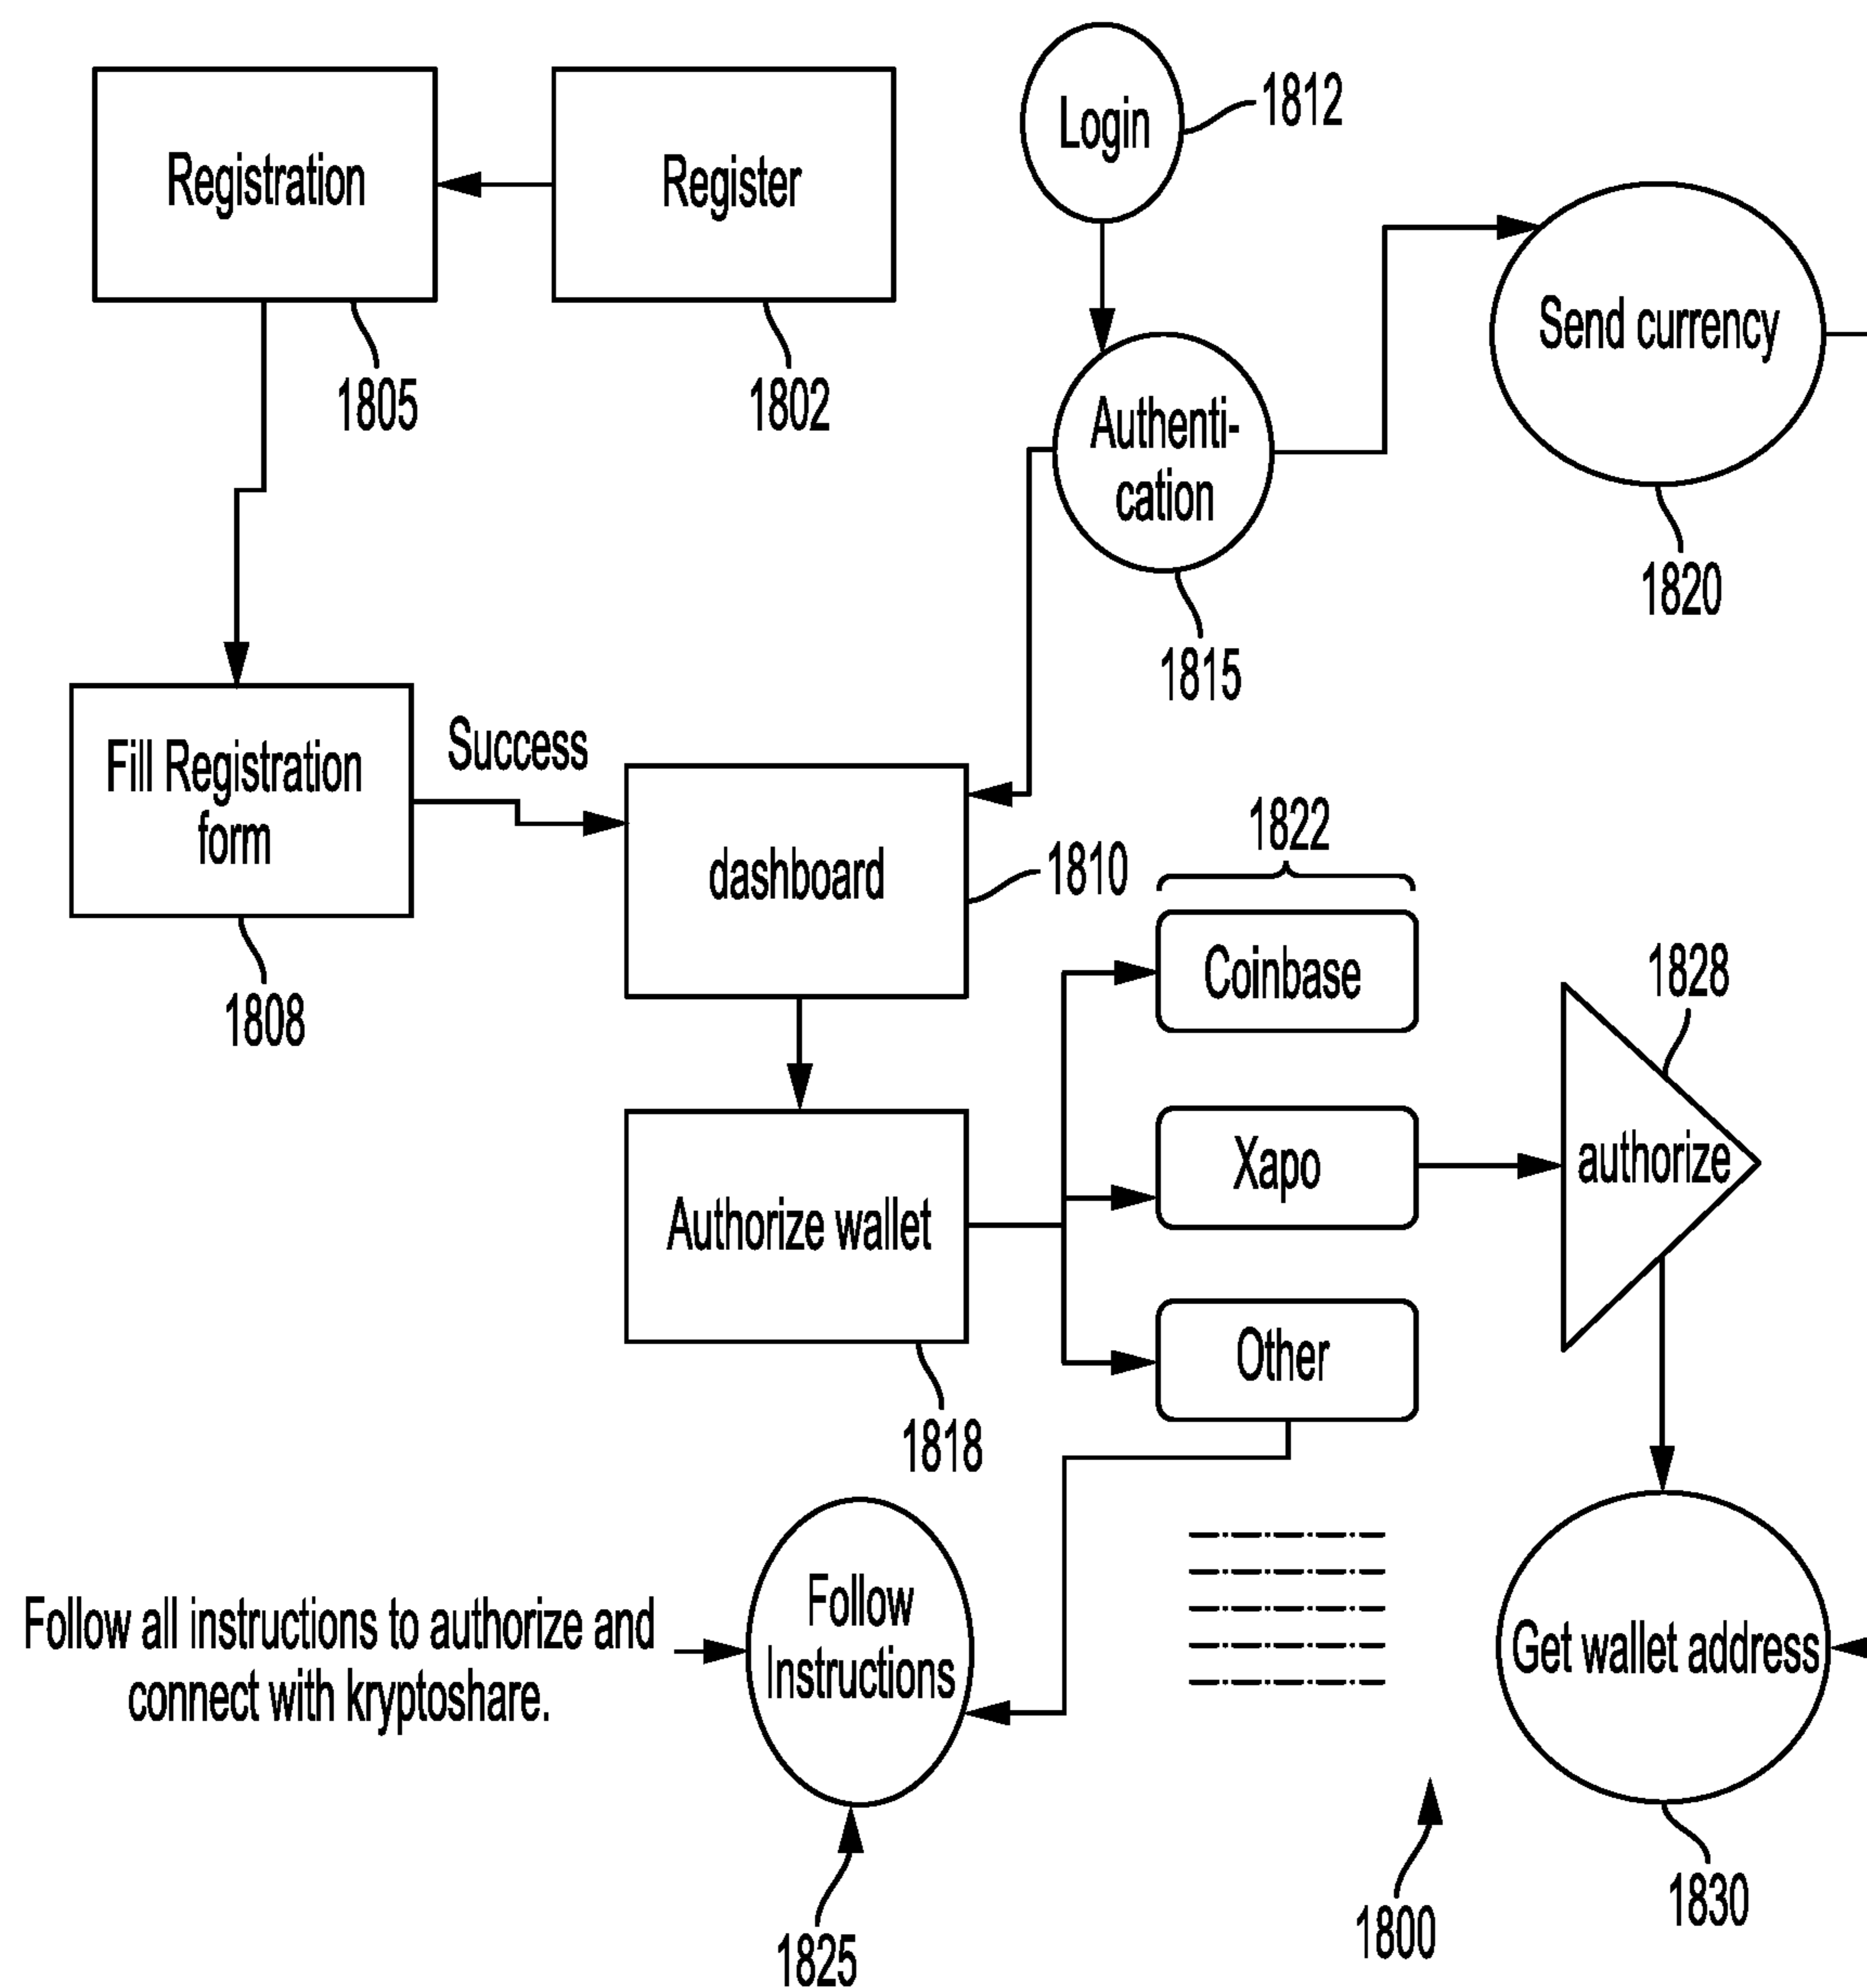 Registration
Register
Login
1812
1805
1802
Send currency
Authenti-
cation
1820
1815
Fill Registration
form
Success
1808
dashboard
1810
1822
Coinbase
Xapo
Other
1828
authorize
Authorize wallet
1818
Follow all instructions to authorize and
connect with kryptoshare.
Follow
Instructions
1825
Get wallet address
1830
1800